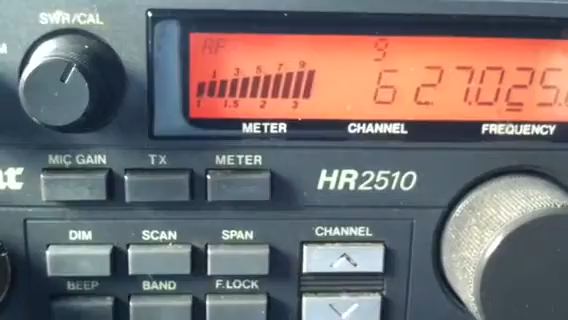 SWR/CAL
RF
9
1 3 5 7 9
6 27.025.
1 1.5 2 3
METER CHANNEL FREQUENCY
MIC GAIN TX METER
HR2510
DIM SCAN SPAN CHANNEL
BEEP BAND F.LOCK